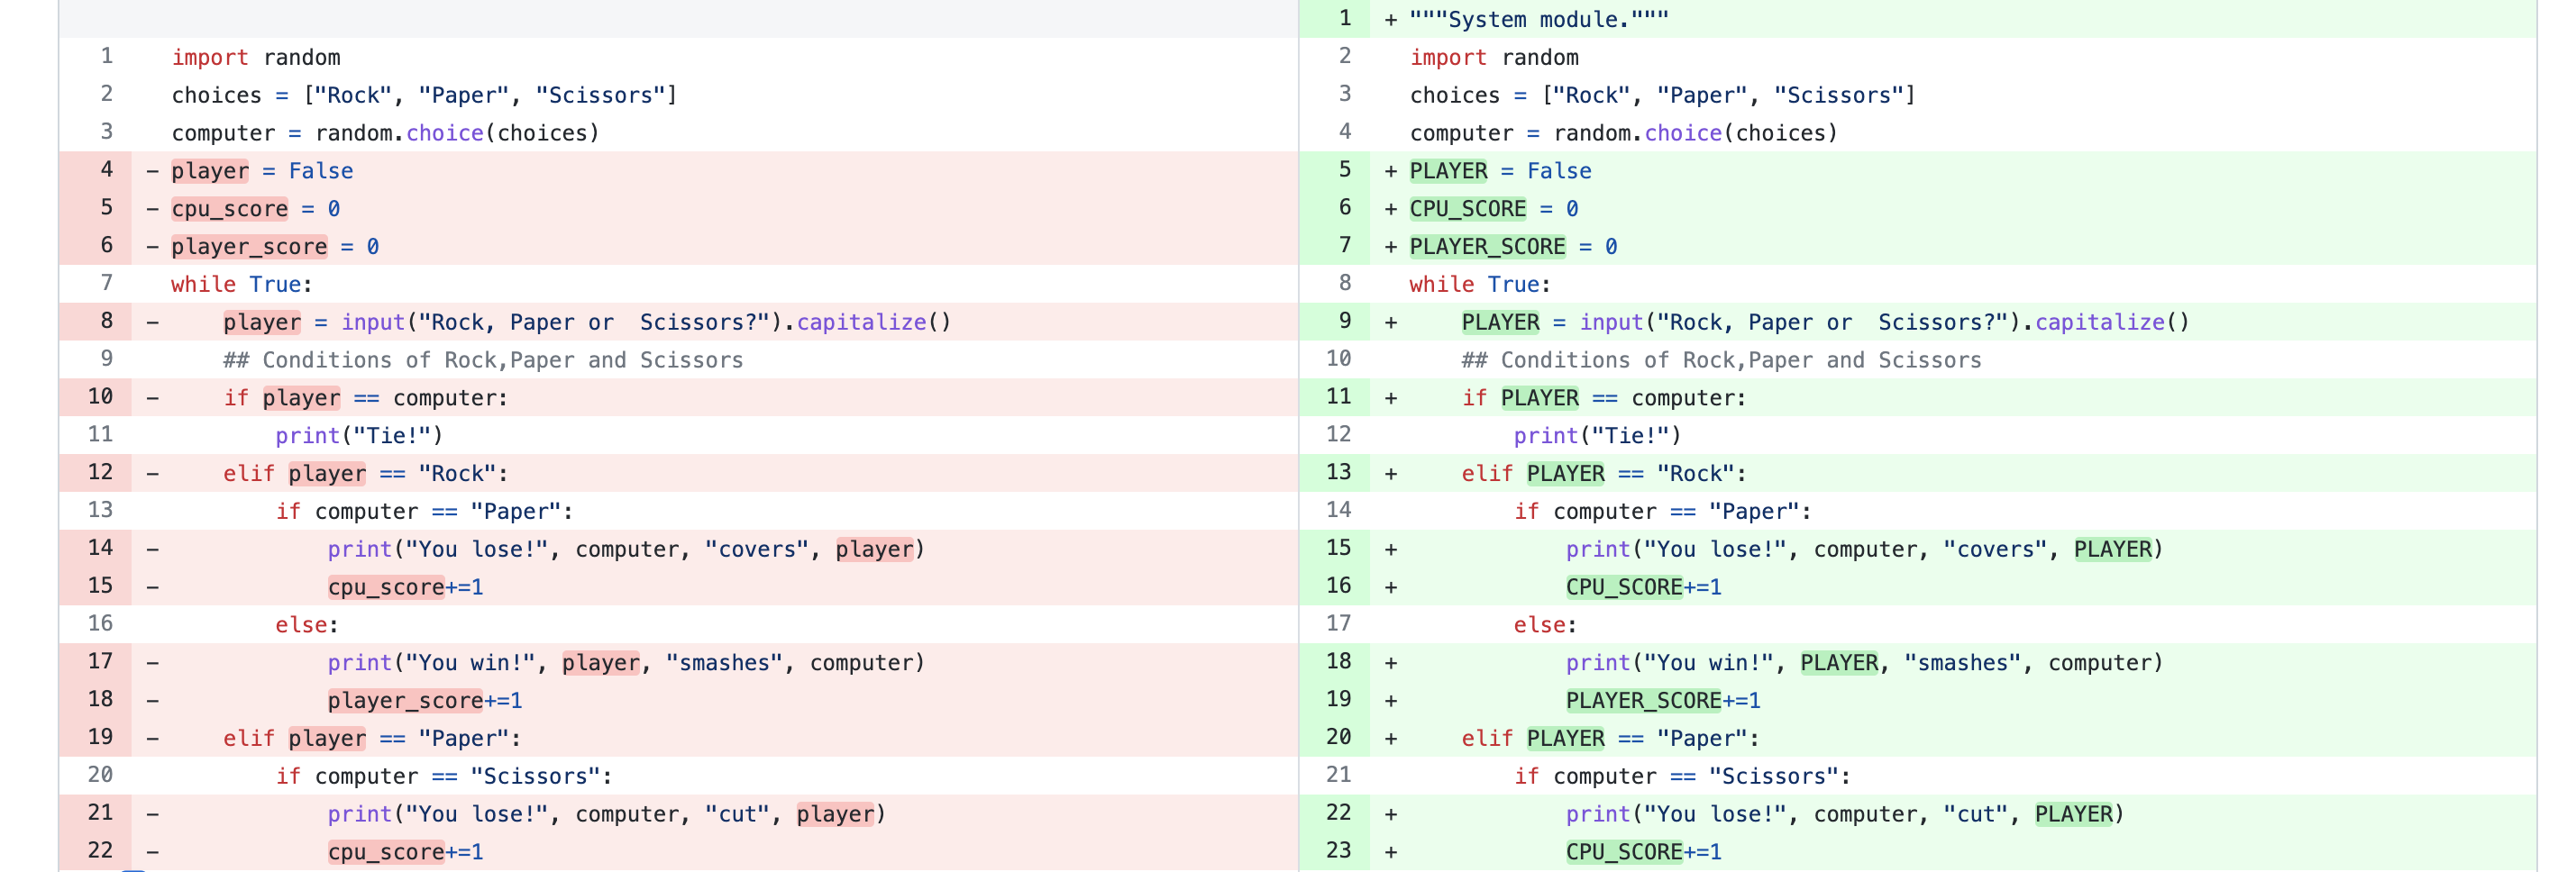 1 + """System module."""
1 import random
2 import random
2 choices = ["Rock", "Paper", "Scissors"]
3 choices = ["Rock", "Paper", "Scissors"]
3 computer = random.choice(choices)
4 computer = random.choice(choices)
4 - player = False
5 + PLAYER = False
5 - cpu_score = 0
6 + CPU_SCORE = 0
6 - player_score = 0
7 + PLAYER_SCORE = 0
7 while True:
8 while True:
8 - player = input("Rock, Paper or  Scissors?").capitalize()
9 + PLAYER = input("Rock, Paper or  Scissors?").capitalize()
9 ## Conditions of Rock,Paper and Scissors
10 ## Conditions of Rock,Paper and Scissors
10 - if player == computer:
11 + if PLAYER == computer:
11 print("Tie!")
12 print("Tie!")
12 - elif player == "Rock":
13 + elif PLAYER == "Rock":
13 if computer == "Paper":
14 if computer == "Paper":
14 - print("You lose!", computer, "covers", player)
15 + print("You lose!", computer, "covers", PLAYER)
15 - cpu_score+=1
16 + CPU_SCORE+=1
16 else:
17 else:
17 - print("You win!", player, "smashes", computer)
18 + print("You win!", PLAYER, "smashes", computer)
18 - player_score+=1
19 + PLAYER_SCORE+=1
19 - elif player == "Paper":
20 + elif PLAYER == "Paper":
20 if computer == "Scissors":
21 if computer == "Scissors":
21 - print("You lose!", computer, "cut", player)
22 + print("You lose!", computer, "cut", PLAYER)
22 - cpu_score+=1
23 + CPU_SCORE+=1